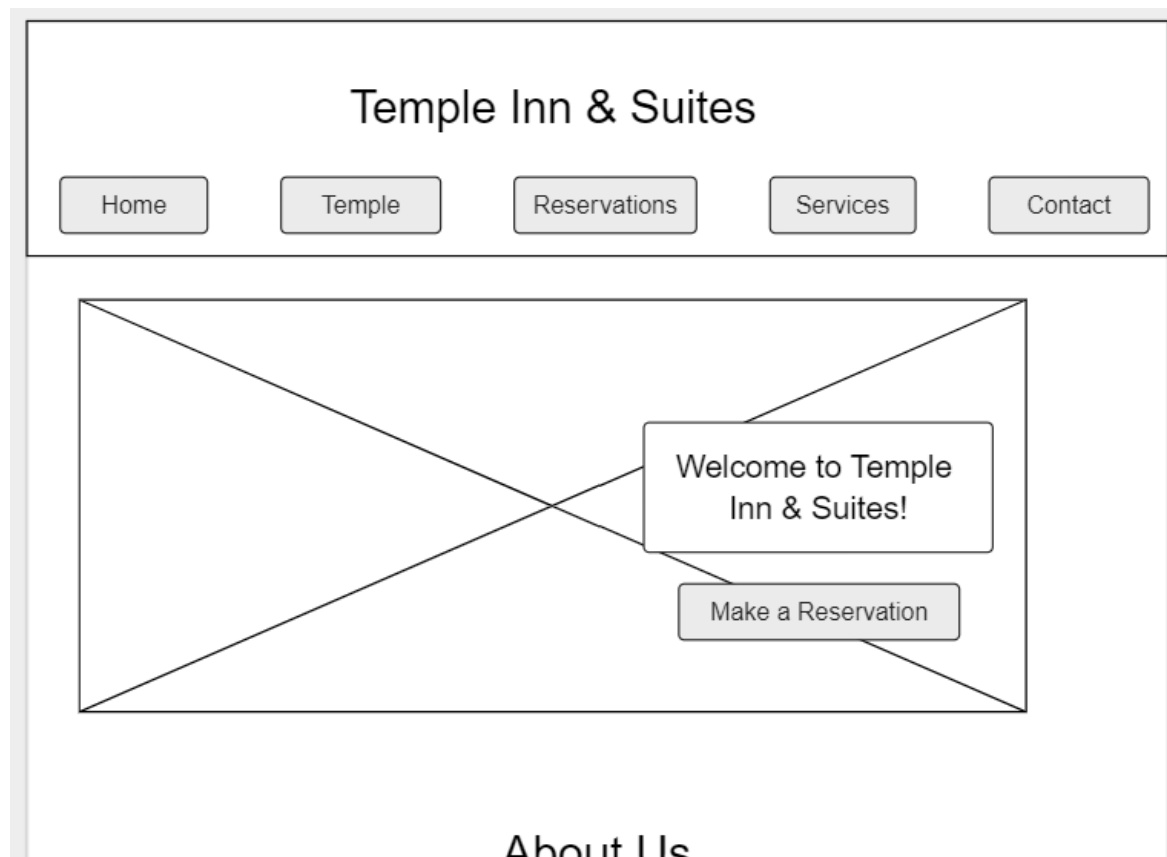 Temple Inn & Suites
Home Temple Reservations Services Contact
Welcome to Temple
Inn & Suites!
Make a Reservation
About Us